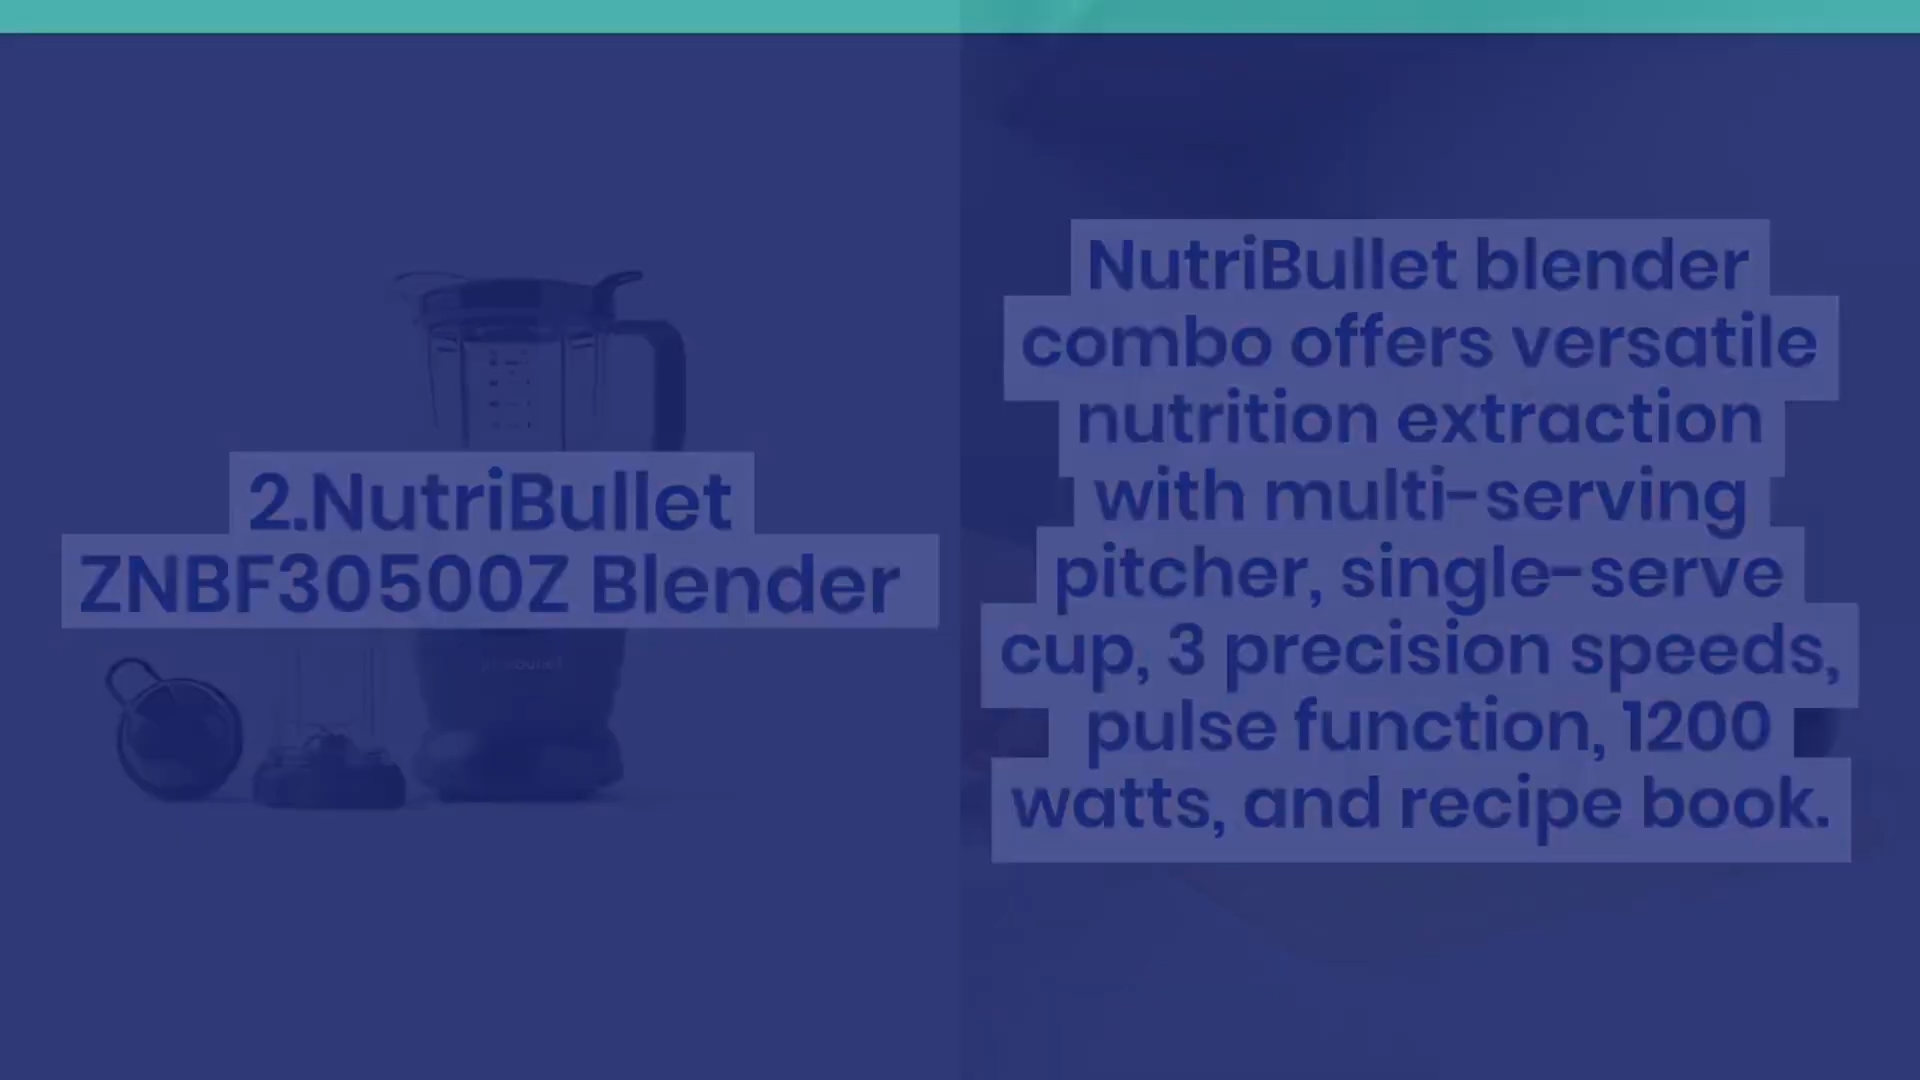 2.NutriBullet
ZNBF30500Z Blender
NutriBullet blender
combo offers versatile
nutrition extraction
with multi-serving
pitcher, single-serve
cup, 3 precision speeds,
pulse function, 1200
watts, and recipe book.